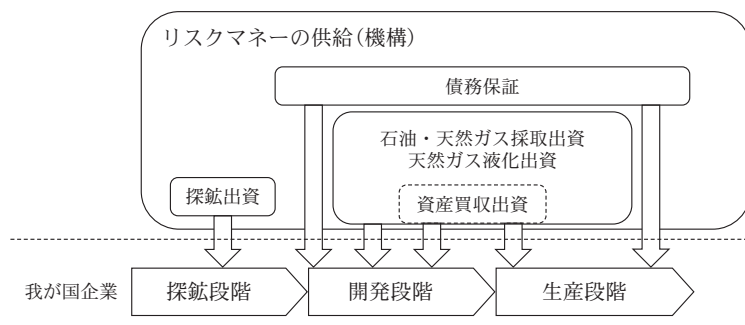 リスクマネーの供給(機構)
債務保証
石油・天然ガス採取出資
天然ガス液化出資
探鉱出資
資産買収出資
我が国企業
探鉱段階
開発段階
生産段階